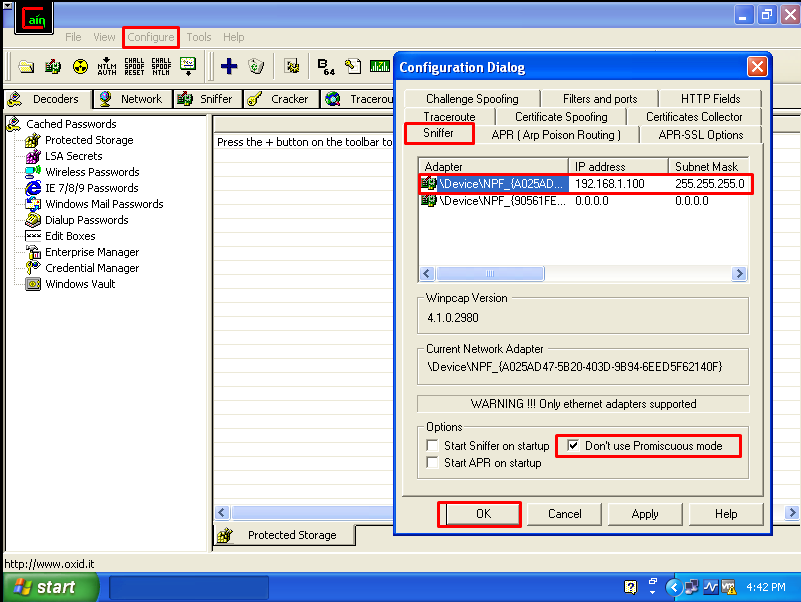 Cain
File View Configure Tools Help
NTLM AUTH CHALL SPOOF RESET CHALL SPOOF NTLM B64
Decoders Network Sniffer Cracker Tracerou
Cached Passwords
Protected Storage
LSA Secrets
Wireless Passwords
IE 7/8/9 Passwords
Windows Mail Passwords
Dialup Passwords
Edit Boxes
Enterprise Manager
Credential Manager
Windows Vault
Press the + button on the toolbar to
Protected Storage
Configuration Dialog
Challenge Spoofing Filters and ports HTTP Fields
Traceroute Certificate Spoofing Certificates Collector
Sniffer APR ( Arp Poison Routing ) APR-SSL Options
Adapter IP address Subnet Mask
\Device\NPF_{A025AD... 192.168.1.100 255.255.255.0
\Device\NPF_{90561FE... 0.0.0.0 0.0.0.0
Winpcap Version
4.1.0.2980
Current Network Adapter
\Device\NPF_{A025AD47-5B20-403D-9B94-6EED5F62140F}
WARNING !!! Only ethernet adapters supported
Options
Start Sniffer on startup Don't use Promiscuous mode
Start APR on startup
OK Cancel Apply Help
http://www.oxid.it
start 4:42 PM